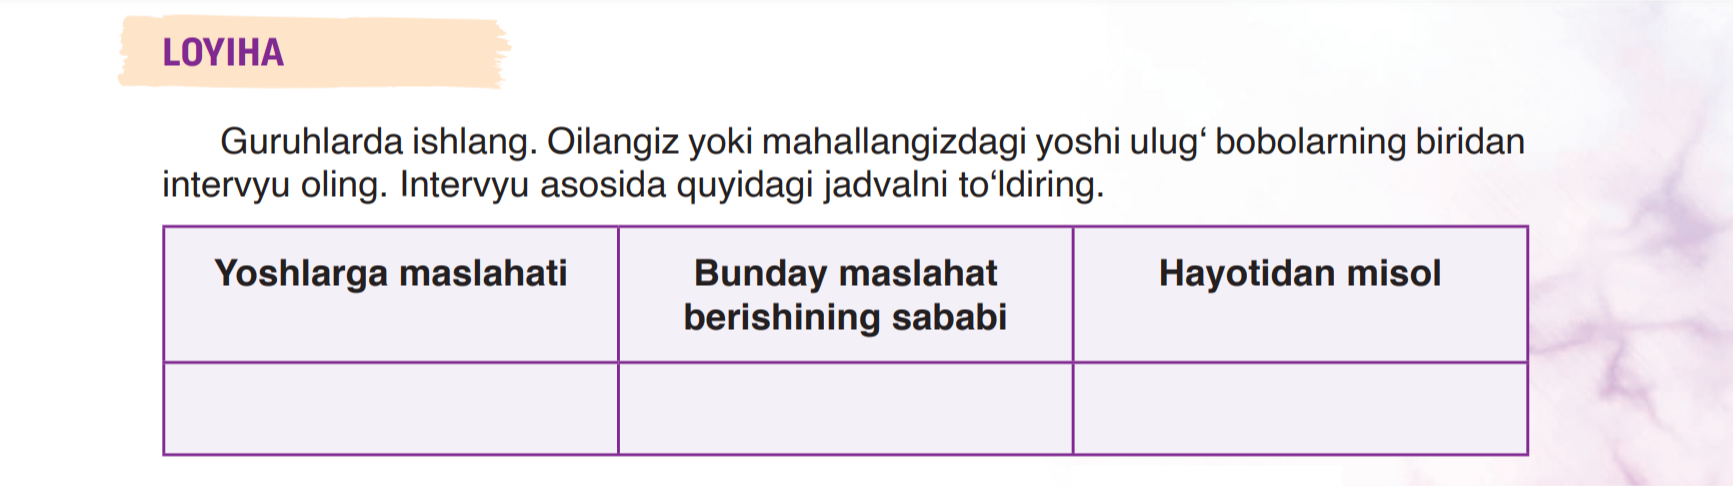 LOYIHA
Guruhlarda ishlang. Oilangiz yoki mahallangizdagi yoshi ulug‘ bobolarning biridan
intervyu oling. Intervyu asosida quyidagi jadvalni to‘ldiring.
Yoshlarga maslahati
Bunday maslahat
berishining sababi
Hayotidan misol